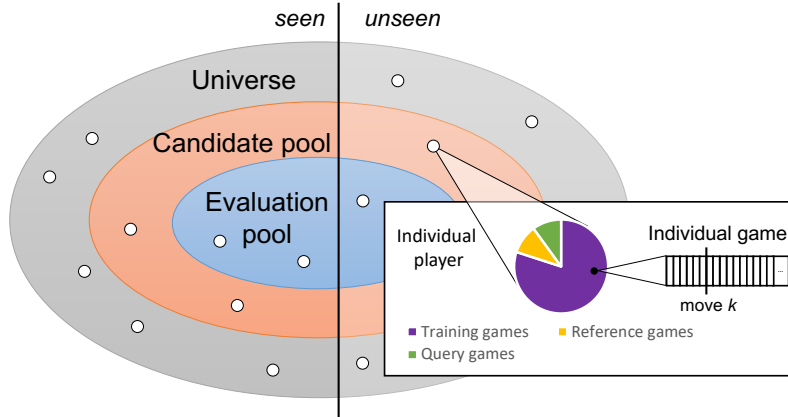 seen unseen
Universe
Candidate pool
Evaluation
pool
Individual
player
Individual game
...
move k
Training games
Reference games
Query games